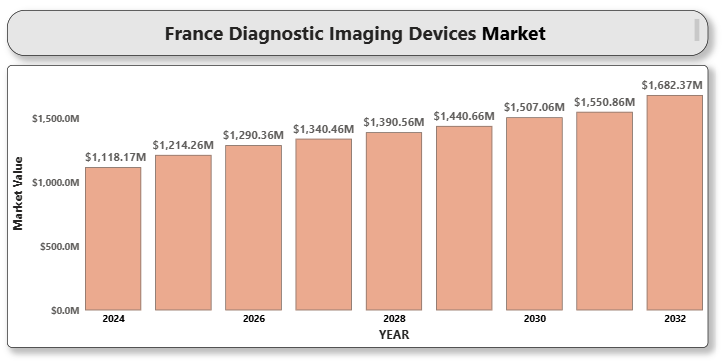 France Diagnostic Imaging Devices Market
$1,682.37M
$1,550.86M
$1,507.06M
$1,440.66M
$1,390.56M
$1,340.46M
$1,290.36M
$1,214.26M
$1,118.17M
$1,500.0M
$1,000.0M
$500.0M
$0.0M
Market Value
2024 2026 2028 2030 2032
YEAR